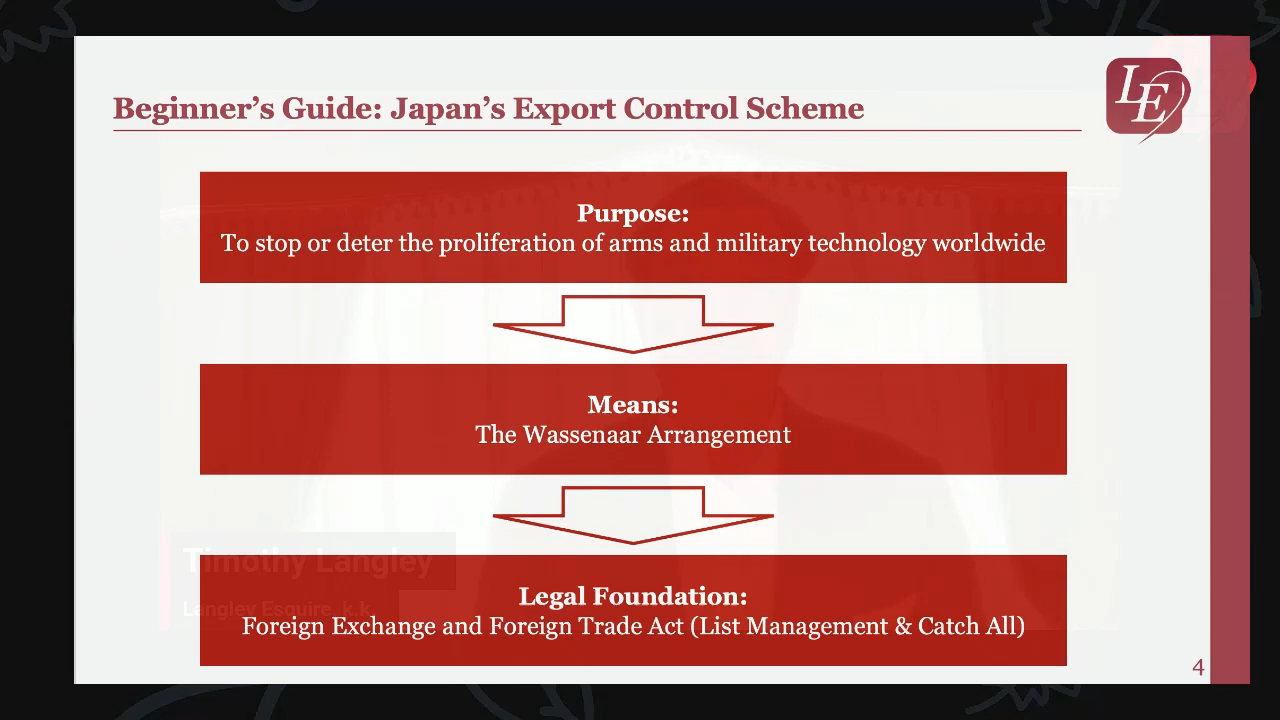 Beginner's Guide: Japan's Export Control Scheme
LE
Purpose:
To stop or deter the proliferation of arms and military technology worldwide
Means:
The Wassenaar Arrangement
Timothy Langley
Langley Esquire, k.k.
Legal Foundation:
Foreign Exchange and Foreign Trade Act (List Management & Catch All)
4